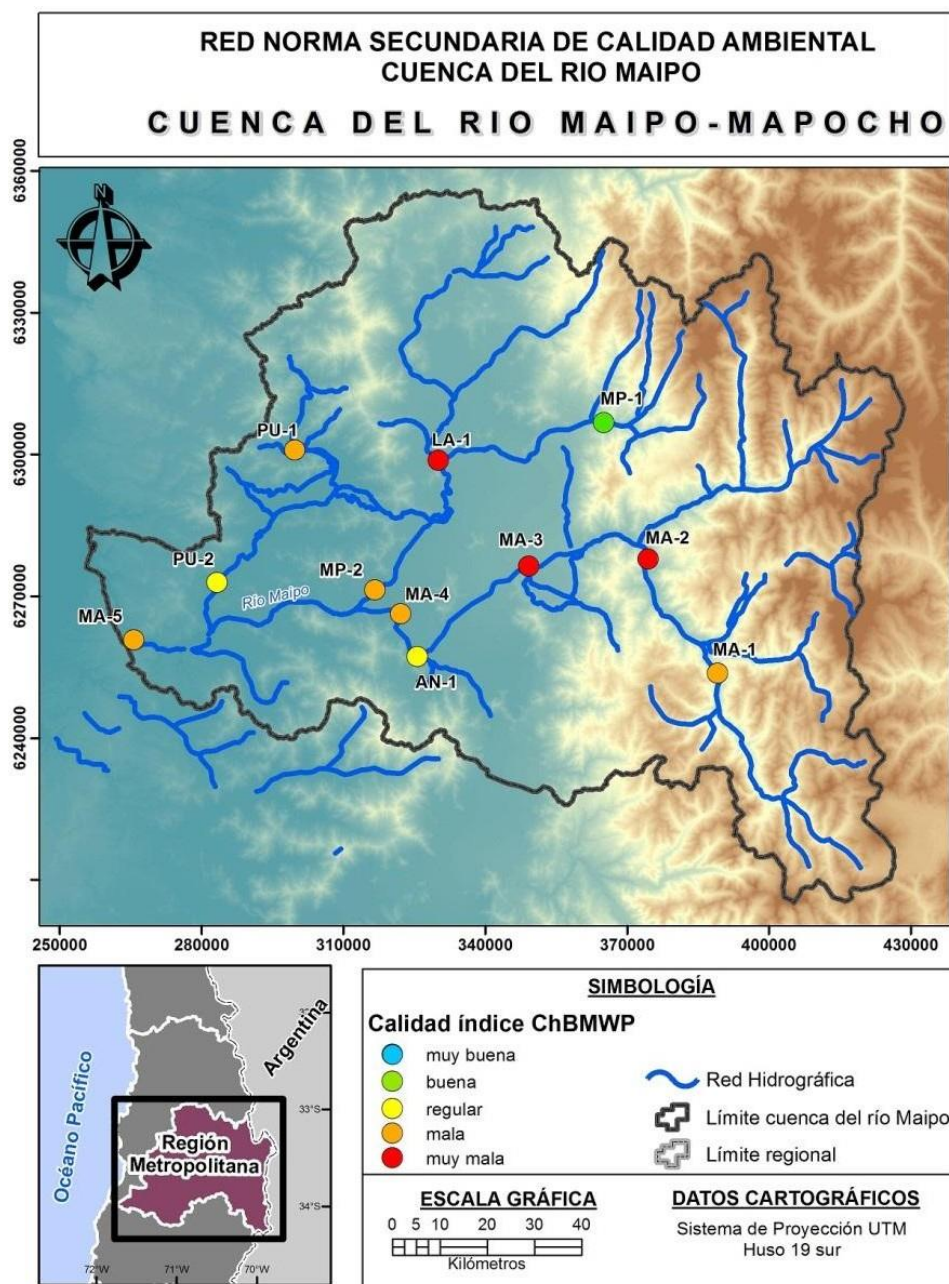 RED NORMA SECUNDARIA DE CALIDAD AMBIENTAL
CUENCA DEL RIO MAIPO
CUENCA DEL RIO MAIPO-MAPOCHO
N
6360000
6330000
6300000
6270000
6240000
MP-1
PU-1
LA-1
MA-3
MA-2
PU-2
MP-2
Río Maipo
MA-4
MA-5
MA-1
AN-1
250000 280000 310000 340000 370000 400000 430000
Océano Pacífico
Argentina
Región
Metropolitana
33°S
34°S
72°W 71°W 70°W
SIMBOLOGÍA
Calidad índice ChBMWP
muy buena
buena
regular
mala
muy mala
Red Hidrográfica
Límite cuenca del río Maipo
Límite regional
ESCALA GRÁFICA
0 5 10 20 30 40
Kilómetros
DATOS CARTOGRÁFICOS
Sistema de Proyección UTM
Huso 19 sur